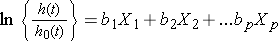 ln { h(t) / h₀(t) } = b₁X₁ + b₂X₂ + ...bₚXₚ